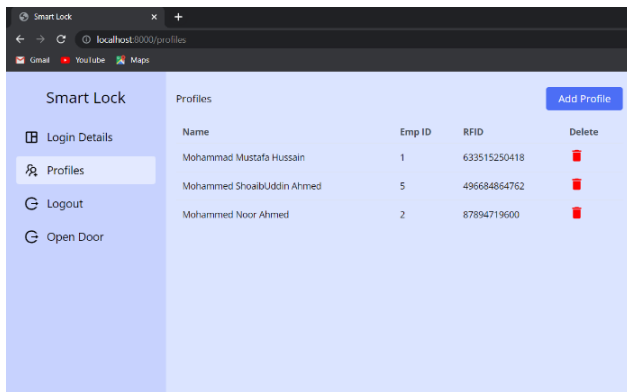 Smart Lock
localhost:8000/profiles
Gmail YouTube Maps
Smart Lock
Login Details
Profiles
Logout
Open Door
Profiles
Add Profile
Name Emp ID RFID Delete
Mohammad Mustafa Hussain 1 633515250418
Mohammed ShoaibUddin Ahmed 5 496684864762
Mohammed Noor Ahmed 2 87894719600